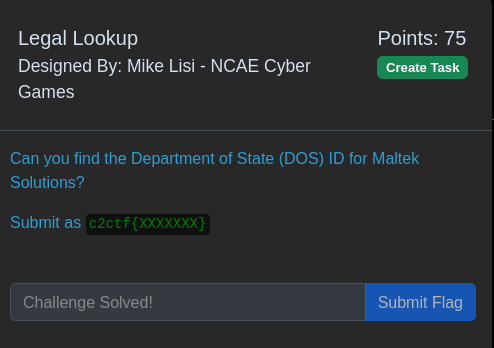 Legal Lookup
Points: 75
Designed By: Mike Lisi - NCAE Cyber
Games
Create Task
Can you find the Department of State (DOS) ID for Maltek
Solutions?
Submit as c2ctf{XXXXXXX}
Challenge Solved!
Submit Flag